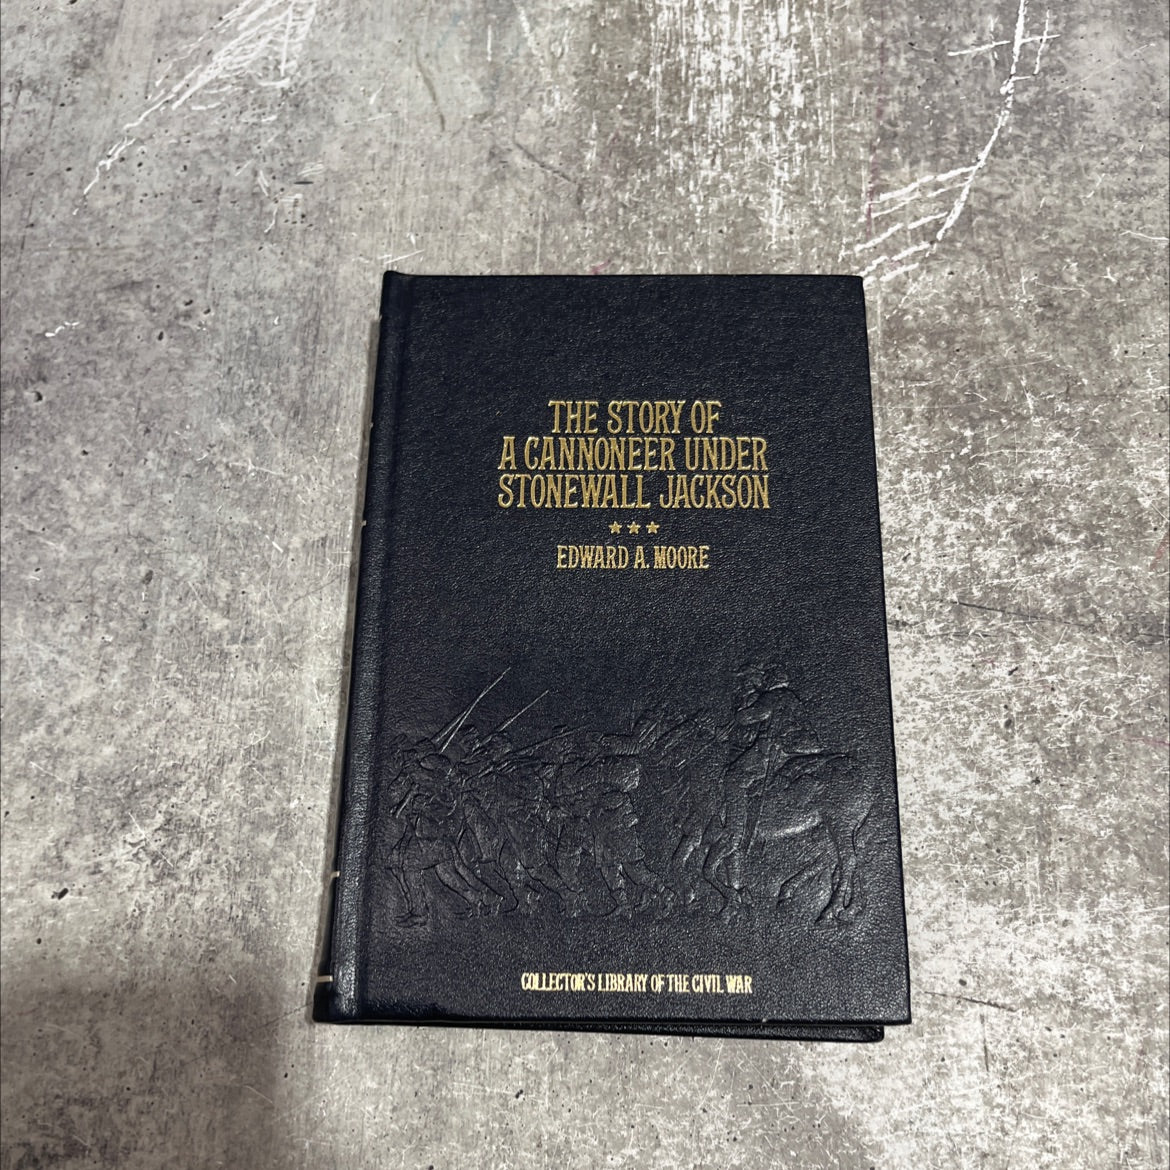 THE STORY OF
A CANNONEER UNDER
STONEWALL JACKSON
★★★
EDWARD A. MOORE
COLLECTOR'S LIBRARY OF THE CIVIL WAR